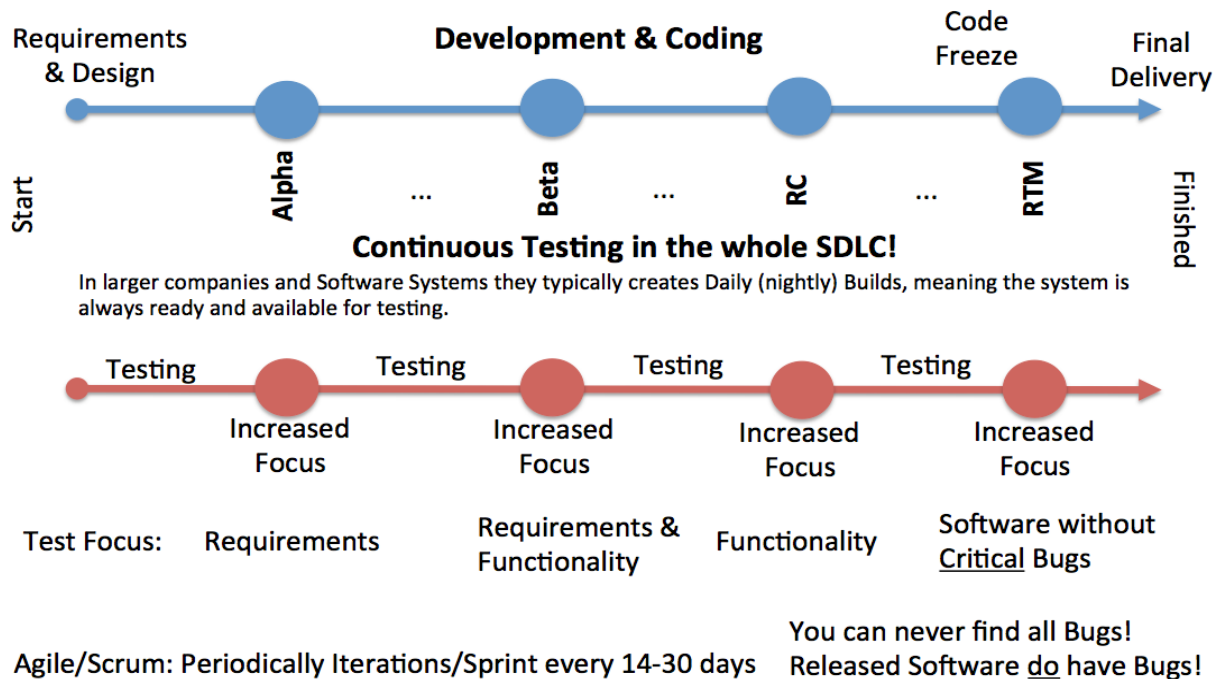 Requirements
& Design
Development & Coding
Code
Freeze
Final
Delivery
Start
Alpha
...
Beta
...
RC
...
RTM
Finished
Continuous Testing in the whole SDLC!
In larger companies and Software Systems they typically creates Daily (nightly) Builds, meaning the system is
always ready and available for testing.
Testing
Testing
Testing
Testing
Increased
Focus
Increased
Focus
Increased
Focus
Increased
Focus
Test Focus:
Requirements
Requirements &
Functionality
Functionality
Software without
Critical Bugs
Agile/Scrum: Periodically Iterations/Sprint every 14-30 days
You can never find all Bugs!
Released Software do have Bugs!